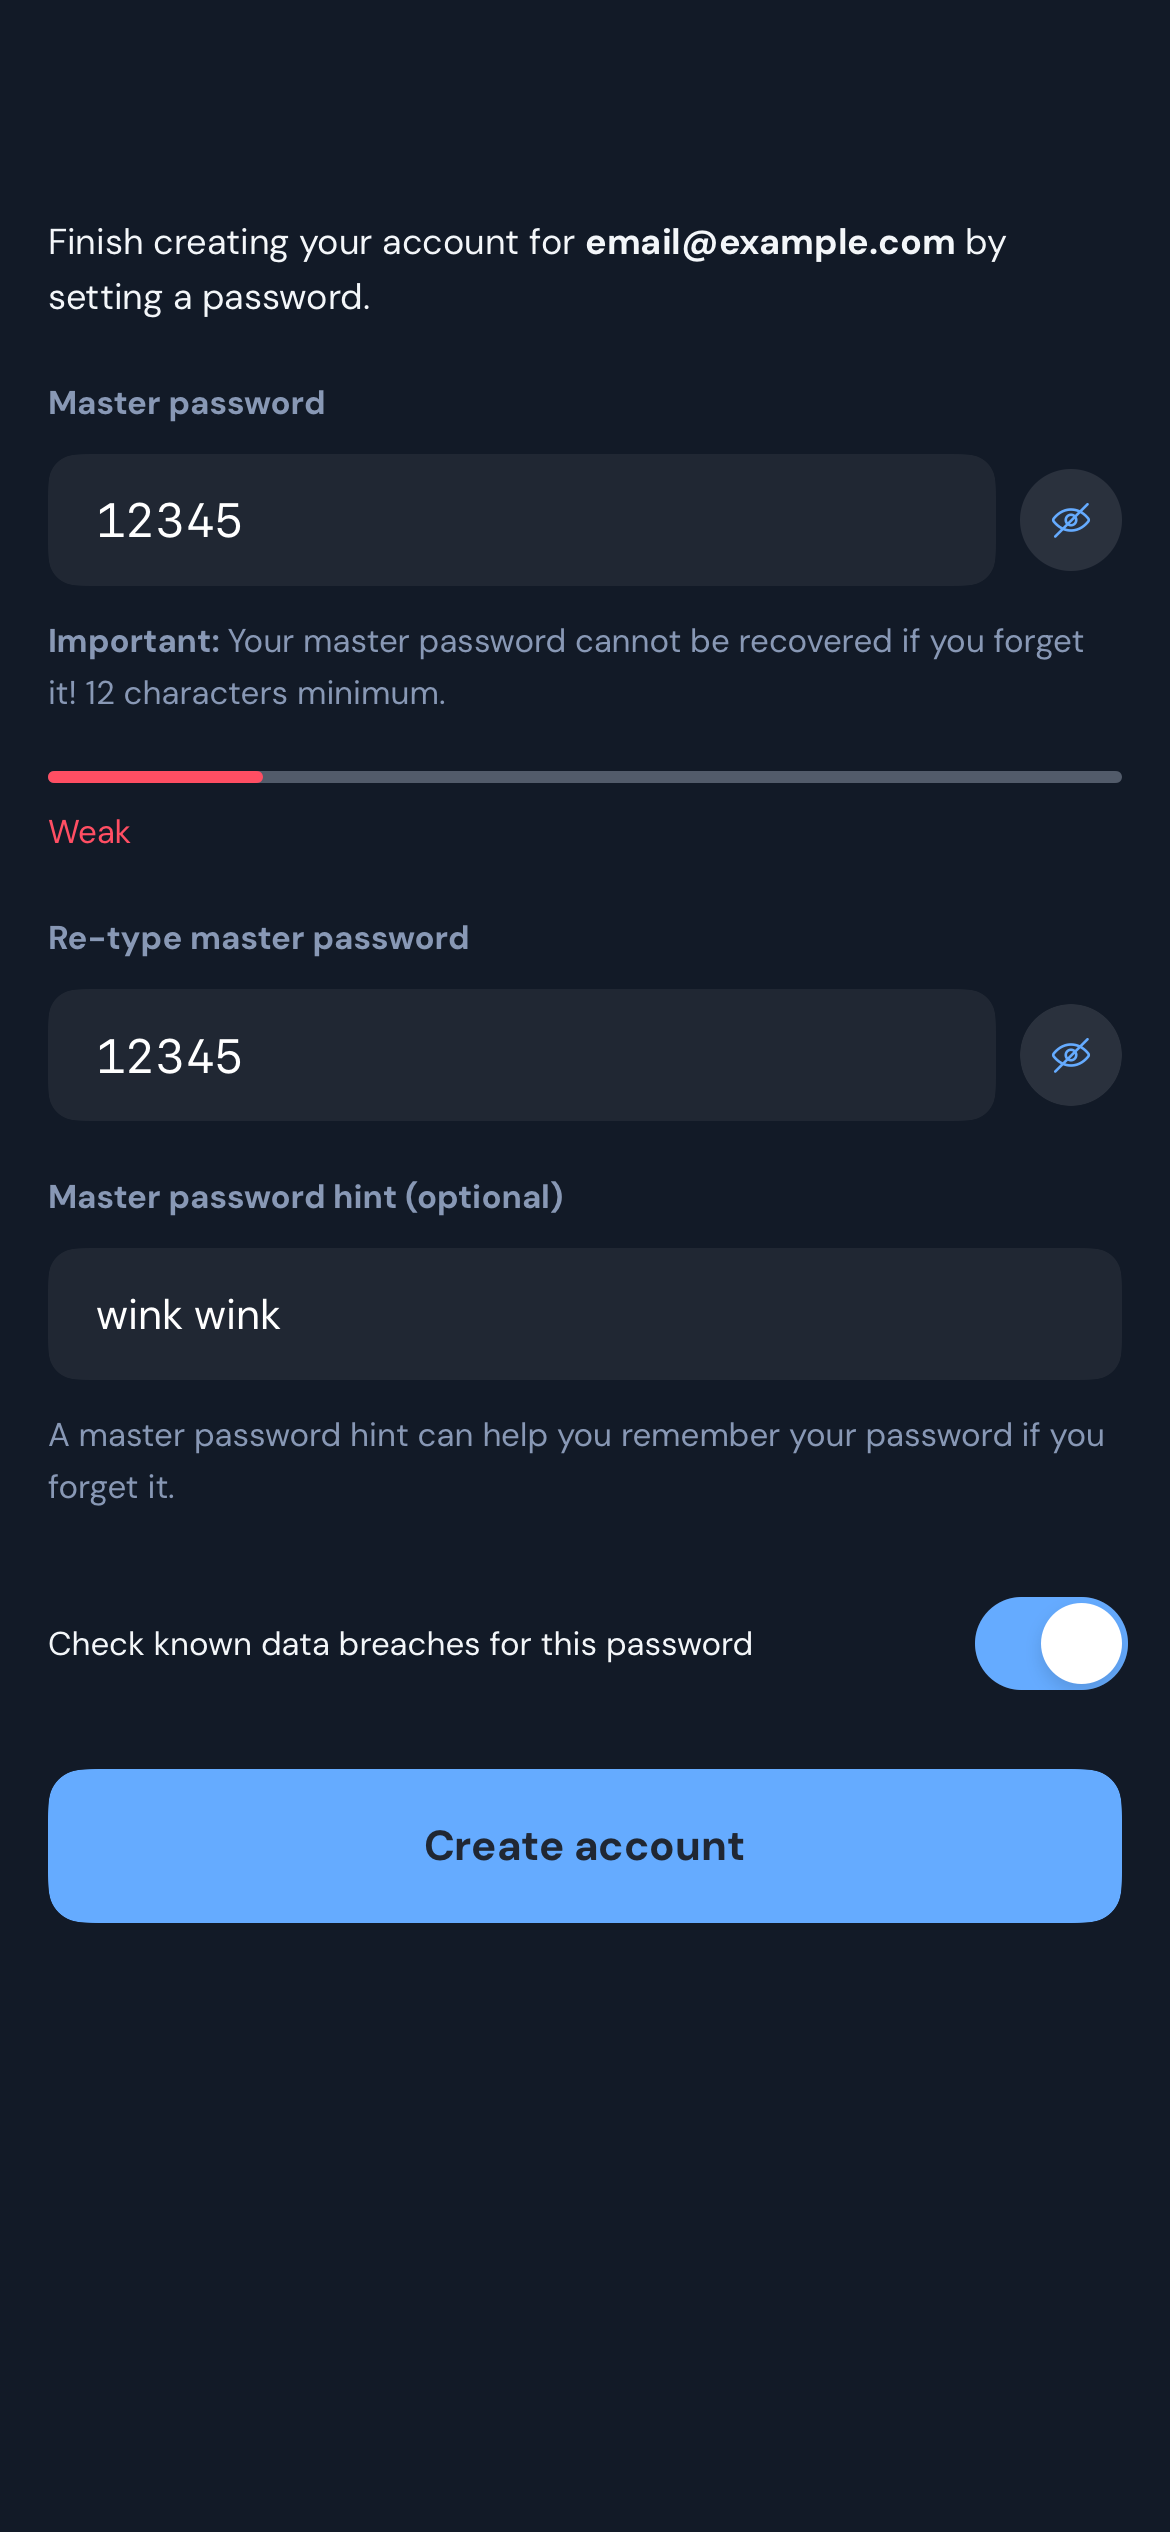 Finish creating your account for email@example.com by
setting a password.
Master password
12345
Important: Your master password cannot be recovered if you forget
it! 12 characters minimum.
Weak
Re-type master password
12345
Master password hint (optional)
wink wink
A master password hint can help you remember your password if you
forget it.
Check known data breaches for this password
Create account